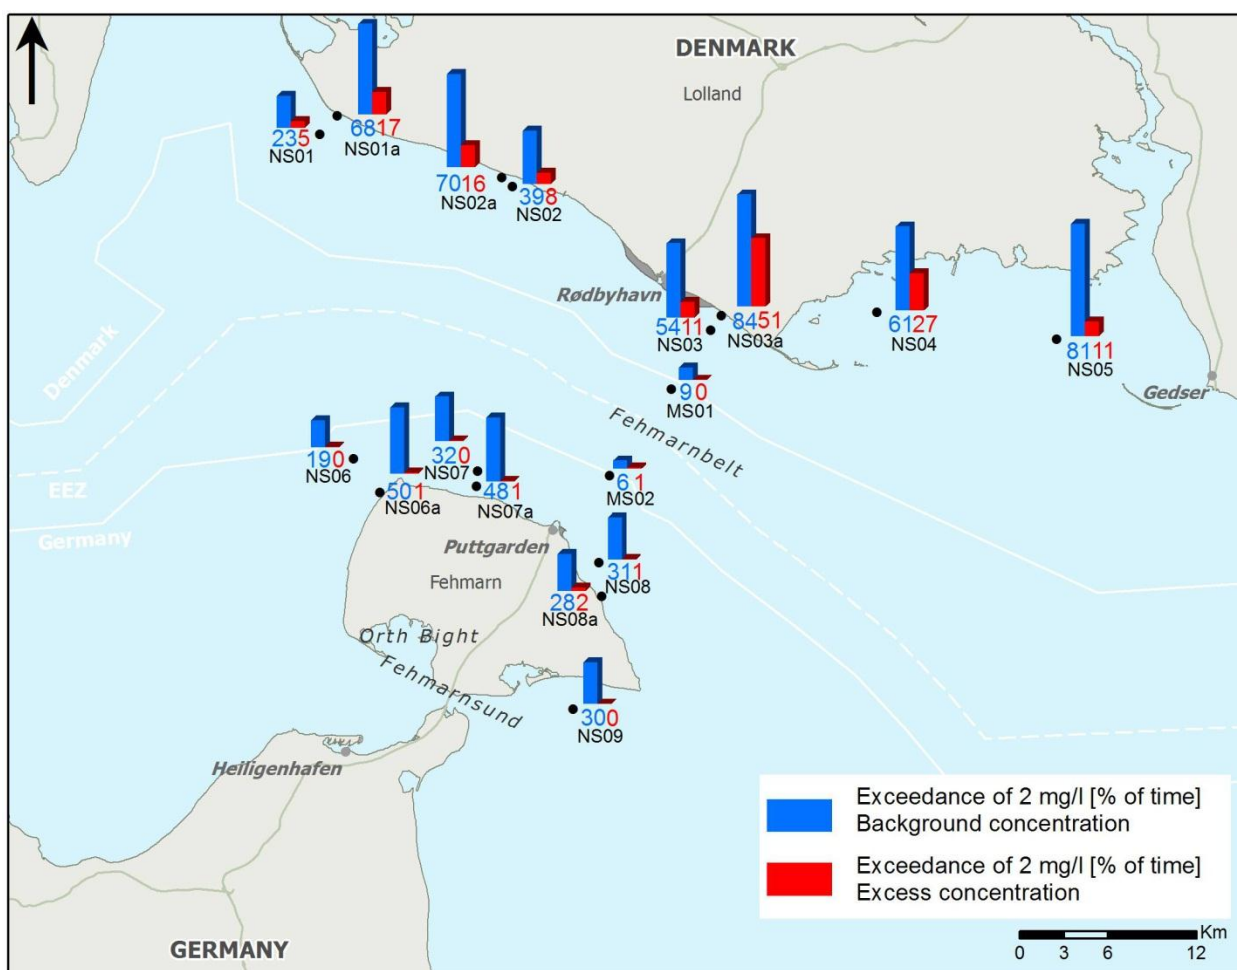 DENMARK
Lolland
23 5
NS01
68 17
NS01a
70 16
NS02a
39 8
NS02
Rødbyhavn
54 11
NS03
84 51
NS03a
61 27
NS04
81 11
NS05
Gedser
9 0
MS01
Denmark
EEZ
Germany
Fehmarnbelt
19 0
NS06
50 1
NS06a
32 0
NS07
48 1
NS07a
6 1
MS02
Puttgarden
Fehmarn
31 1
NS08
28 2
NS08a
Orth Bight
Fehmarnsund
30 0
NS09
Heiligenhafen
GERMANY
Exceedance of 2 mg/l [% of time]
Background concentration
Exceedance of 2 mg/l [% of time]
Excess concentration
Km
0 3 6 12